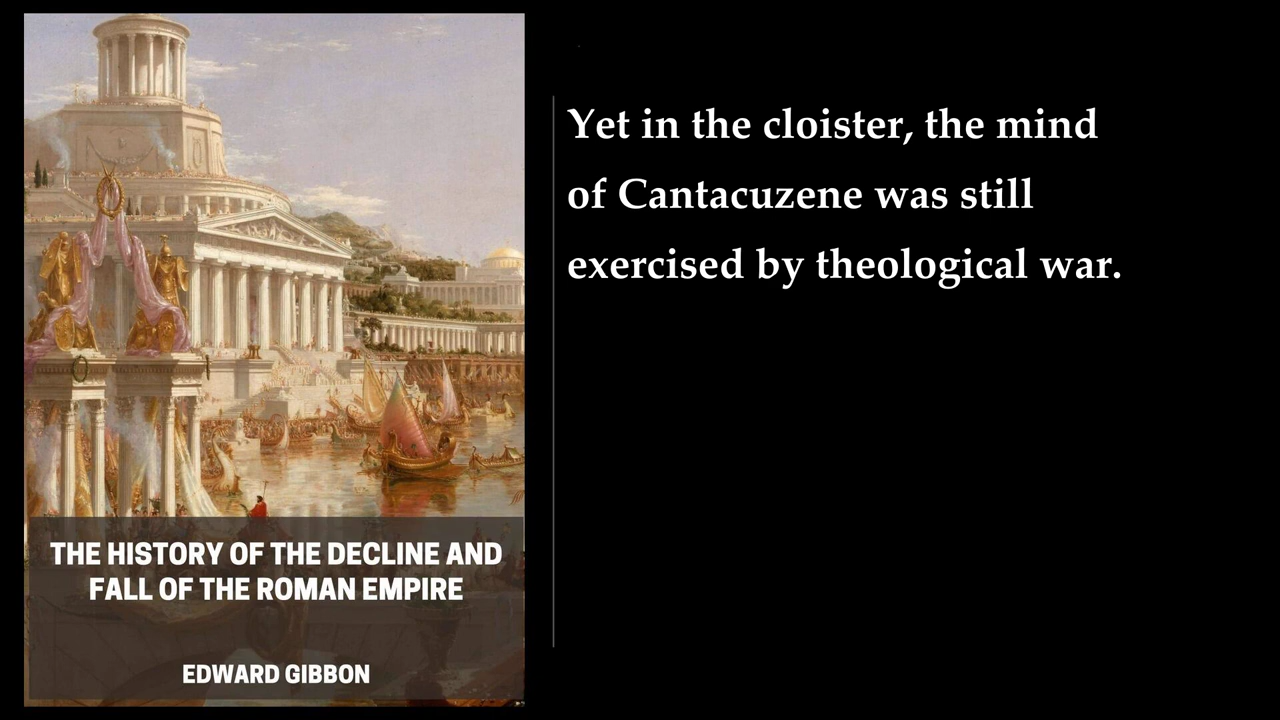 THE HISTORY OF THE DECLINE AND
FALL OF THE ROMAN EMPIRE
EDWARD GIBBON
Yet in the cloister, the mind
of Cantacuzene was still
exercised by theological war.